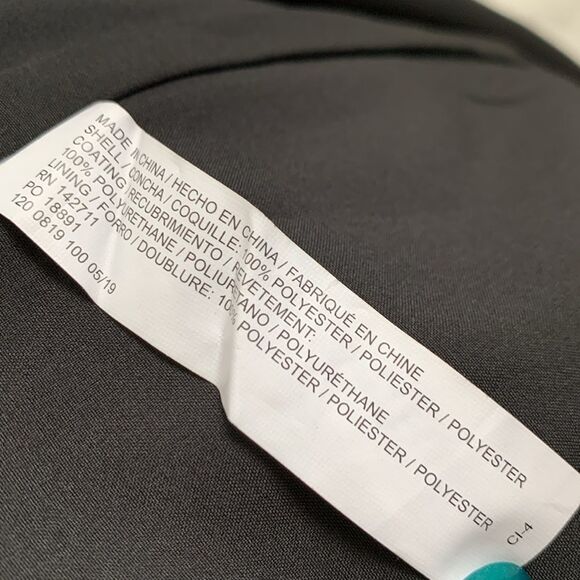 MADE IN CHINA / HECHO EN CHINA / FABRIQUÉ EN CHINE
SHELL / CONCHA / COQUILLE: 100% POLYESTER / POLIESTER / POLYESTER
COATING / RECUBRIMIENTO / REVETEMENT:
100% POLYURETHANE / POLIURETANO / POLYURÉTHANE
LINING / FORRO / DOUBLURE: 100% POLYESTER / POLIESTER / POLYESTER
RN 142711
PO 18891
120 0819 100 05/19
CI-4